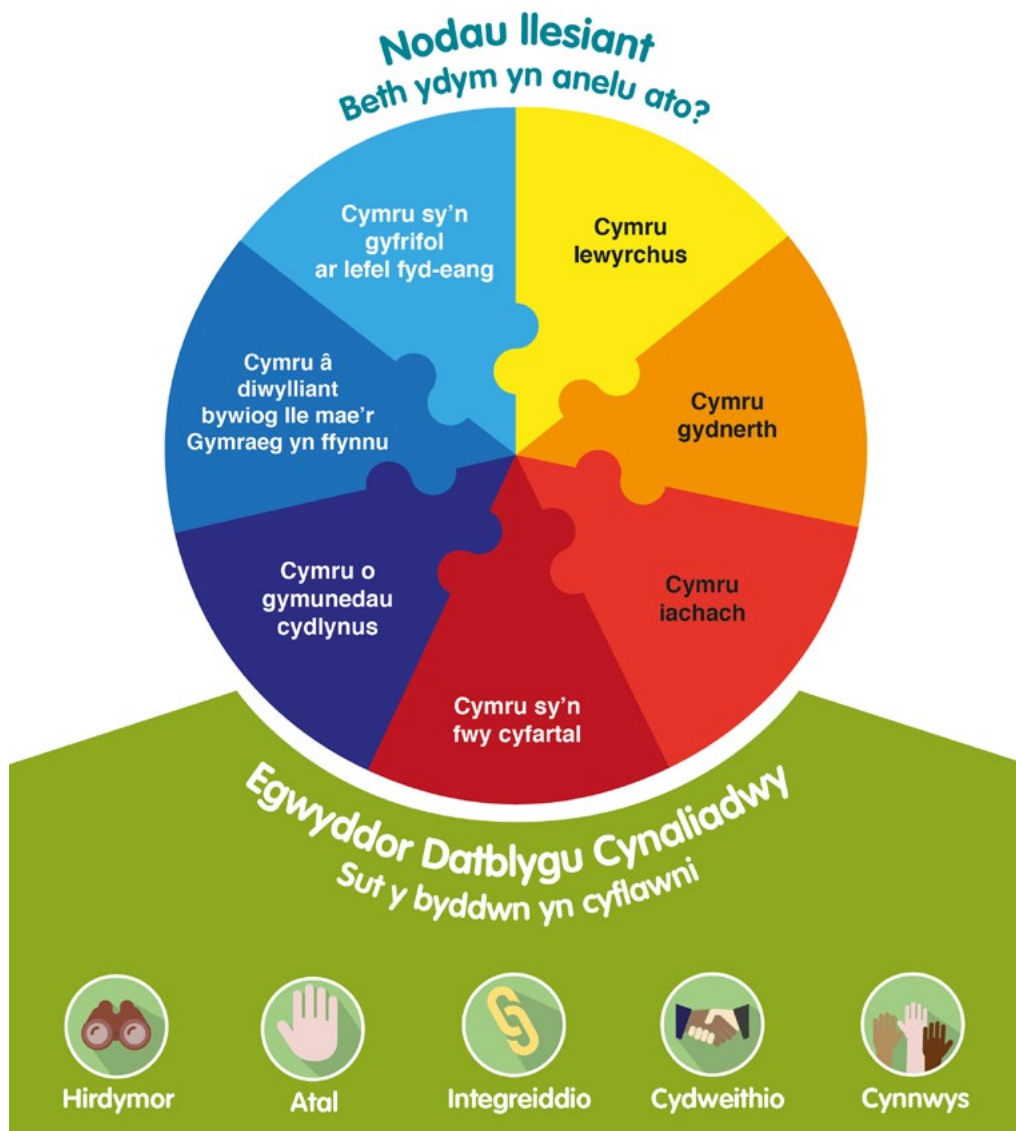 Nodau llesiant
Beth ydym yn anelu ato?
Cymru sy'n
gyfrifol
ar lefel fyd-eang
Cymru
lewyrchus
Cymru â
diwylliant
bywiog lle mae'r
Gymraeg yn ffynnu
Cymru
gydnerth
Cymru o
gymunedau
cydlynus
Cymru
iachach
Cymru sy'n
fwy cyfartal
Egwyddor Datblygu Cynaliadwy
Sut y byddwn yn cyflawni
Hirdymor
Atal
Integreiddio
Cydweithio
Cynnwys